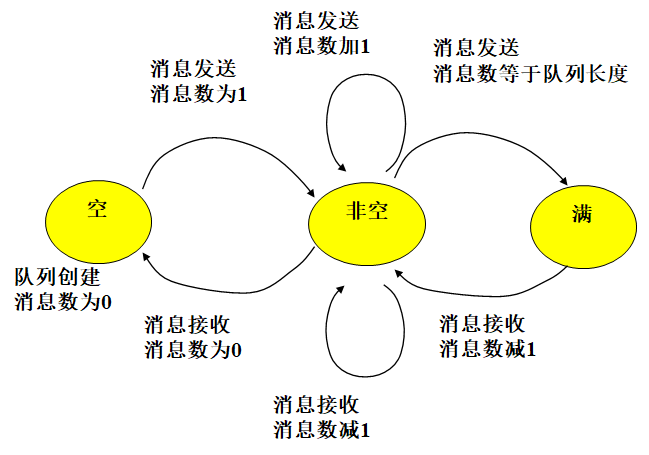 消息发送
消息数加1
消息发送
消息数等于队列长度
消息发送
消息数为1
空
非空
满
队列创建
消息数为0
消息接收
消息数为0
消息接收
消息数减1
消息接收
消息数减1